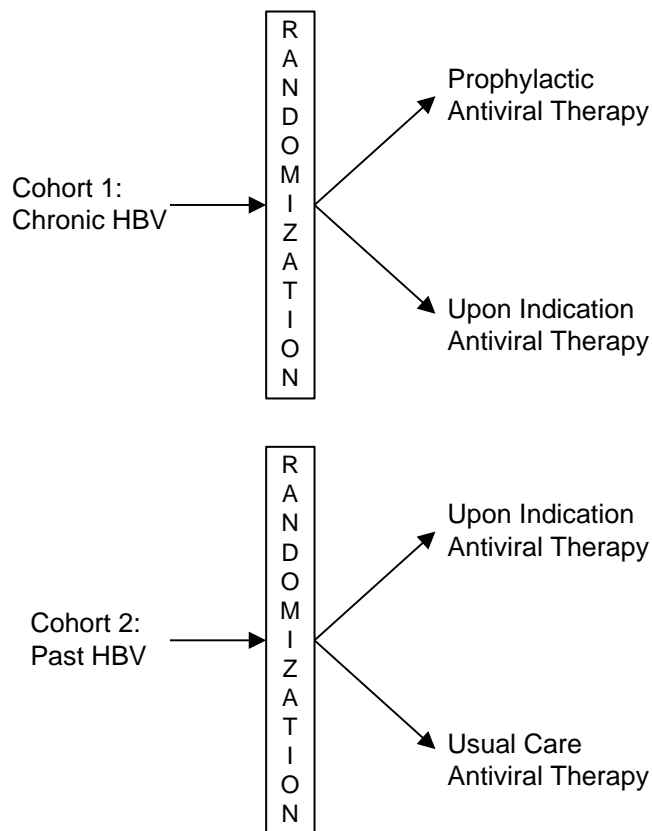 R
A
N
D
O
M
I
Z
A
T
I
O
N
Prophylactic
Antiviral Therapy
Cohort 1:
Chronic HBV
Upon Indication
Antiviral Therapy
R
A
N
D
O
M
I
Z
A
T
I
O
N
Upon Indication
Antiviral Therapy
Cohort 2:
Past HBV
Usual Care
Antiviral Therapy